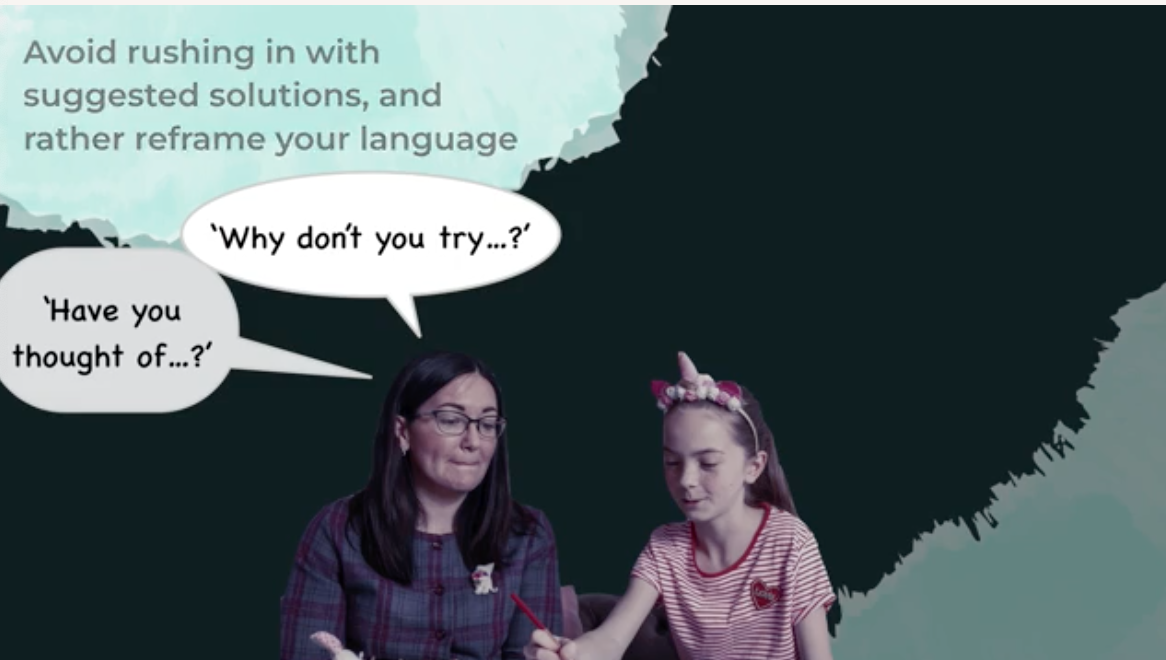 Avoid rushing in with
suggested solutions, and
rather reframe your language
‘Why don’t you try...?’
‘Have you
thought of...?’